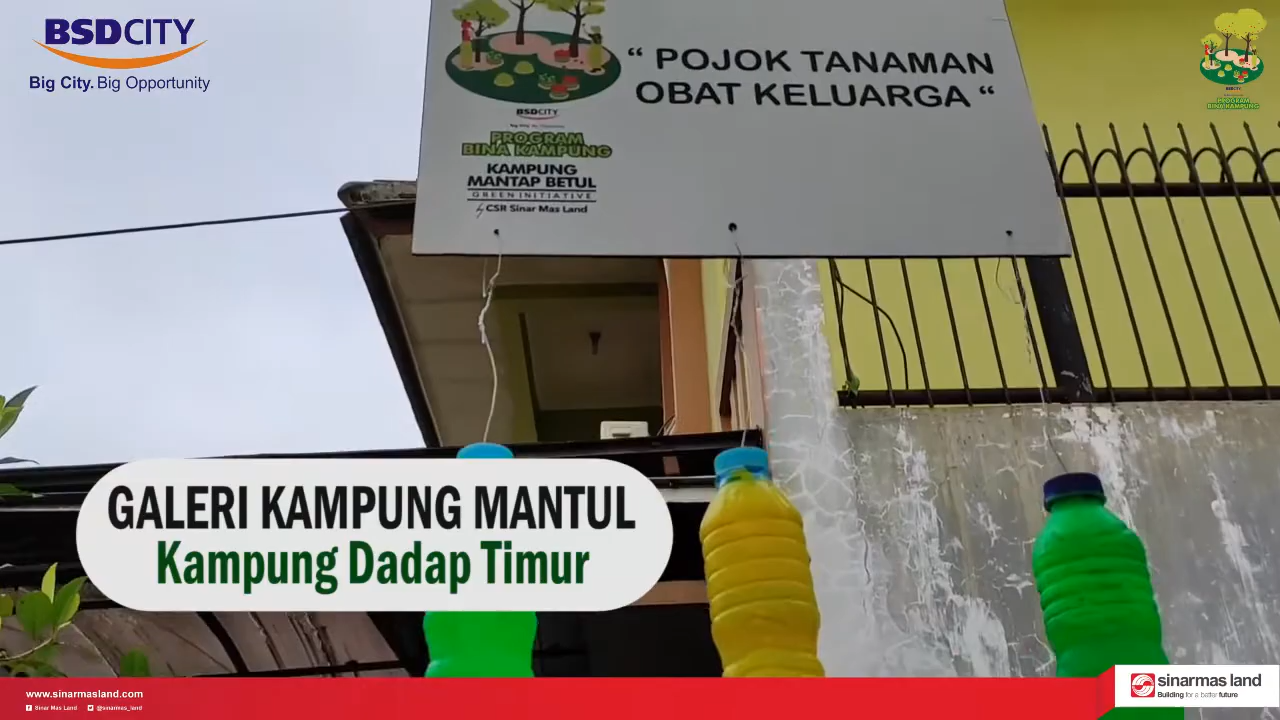 BSDCITY
Big City. Big Opportunity
“ POJOK TANAMAN
OBAT KELUARGA “
BSDCITY
PROGRAM
BINA KAMPUNG
KAMPUNG
MANTAP BETUL
GREEN INITIATIVE
CSR Sinar Mas Land
BSDCITY
PROGRAM
BINA KAMPUNG
GALERI KAMPUNG MANTUL
Kampung Dadap Timur
www.sinarmasland.com
Sinar Mas Land
@sinarmas_land
sinarmas land
Building for a better future